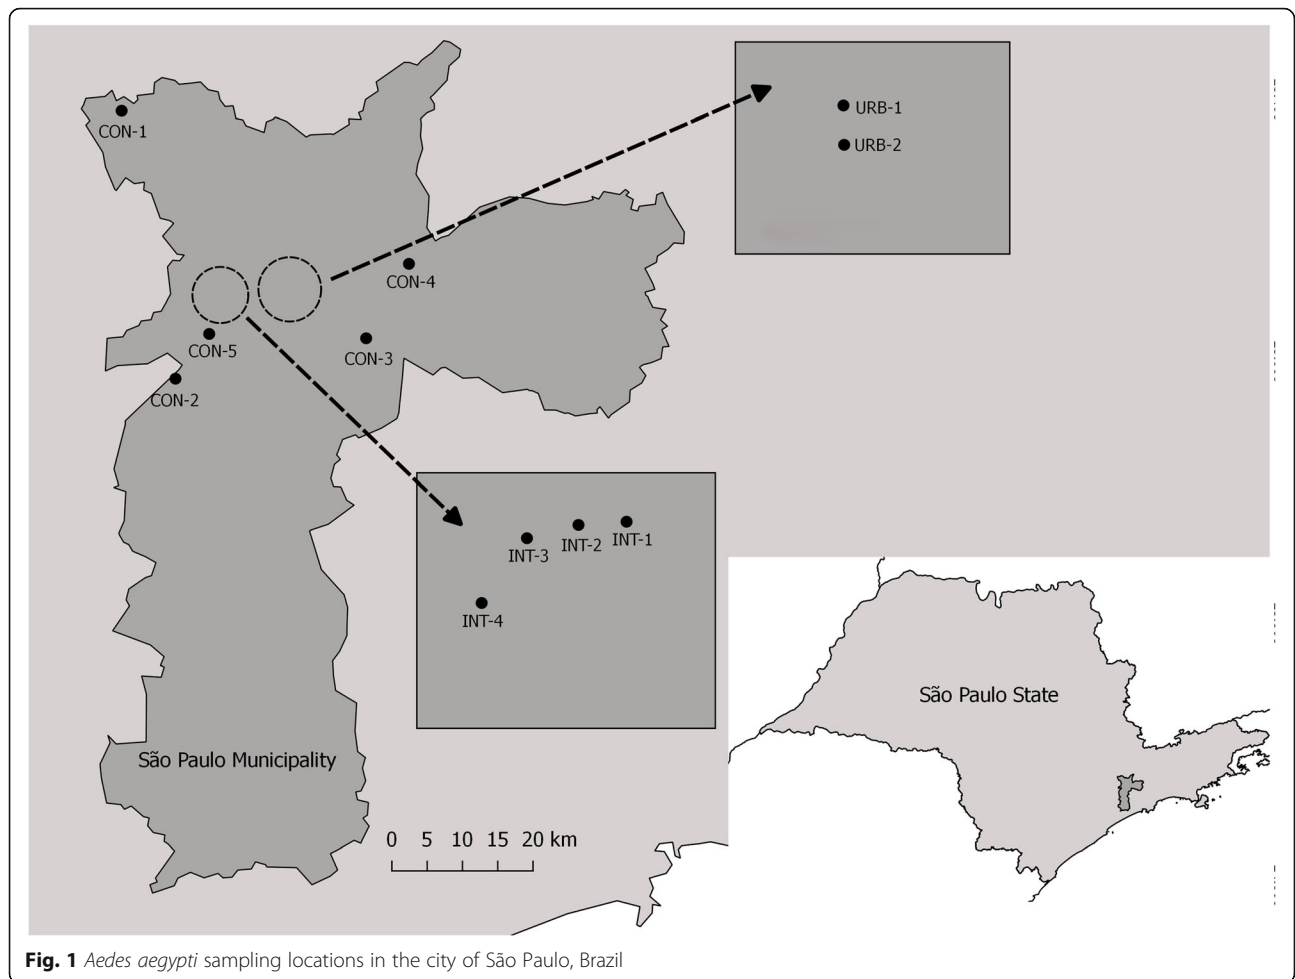 CON-1
URB-1
URB-2
CON-4
CON-5
CON-3
CON-2
INT-1
INT-2
INT-3
INT-4
São Paulo State
São Paulo Municipality
0 5 10 15 20 km
Fig. 1 Aedes aegypti sampling locations in the city of São Paulo, Brazil